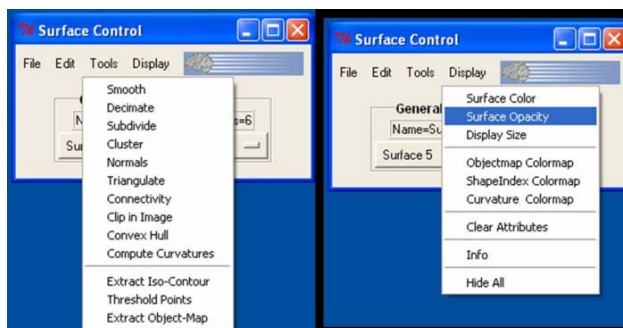 Surface Control
File Edit Tools Display
Smooth
Decimate
Subdivide
Cluster
Normals
Triangulate
Connectivity
Clip in Image
Convex Hull
Compute Curvatures
Extract Iso-Contour
Threshold Points
Extract Object-Map
s=6
Surface Control
File Edit Tools Display
General
Name=Su
Surface 5
Surface Color
Surface Opacity
Display Size
Objectmap Colormap
ShapeIndex Colormap
Curvature Colormap
Clear Attributes
Info
Hide All